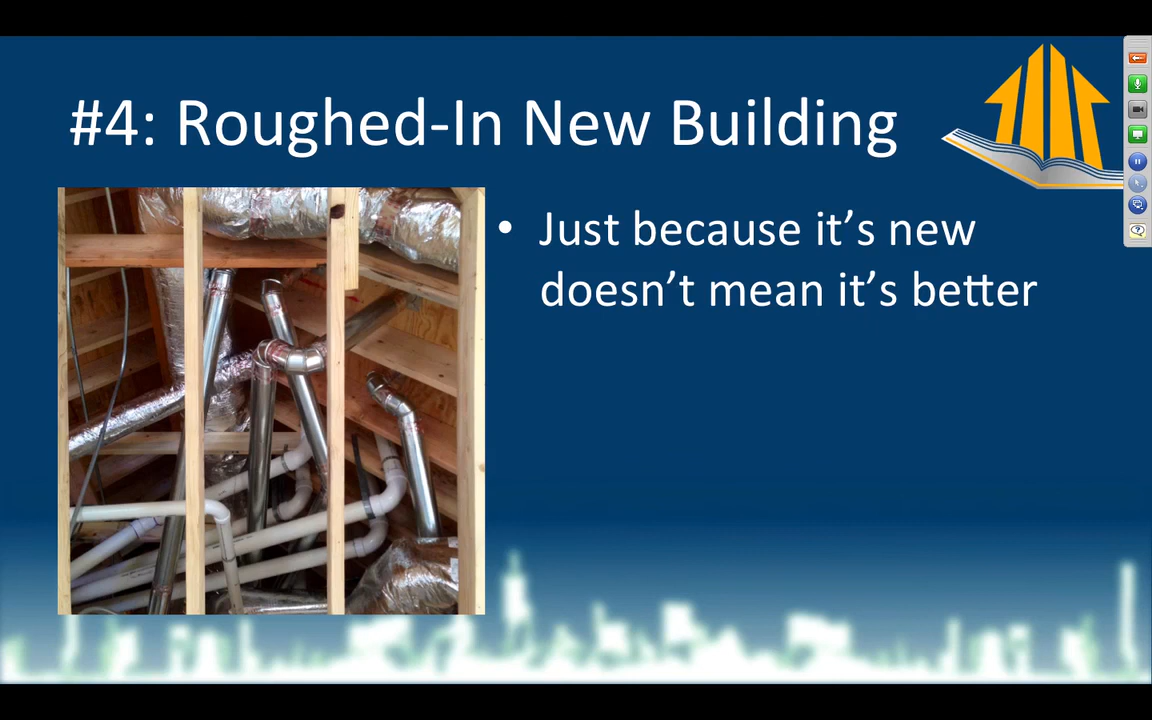 #4: Roughed-In New Building
• Just because it’s new
doesn’t mean it’s better